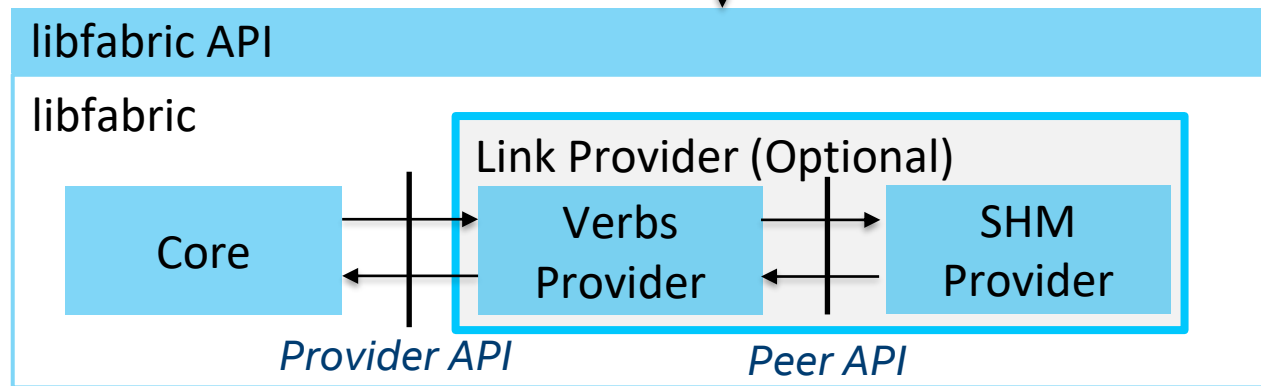 libfabric API
libfabric
Link Provider (Optional)
Core
Verbs
Provider
SHM
Provider
Provider API
Peer API